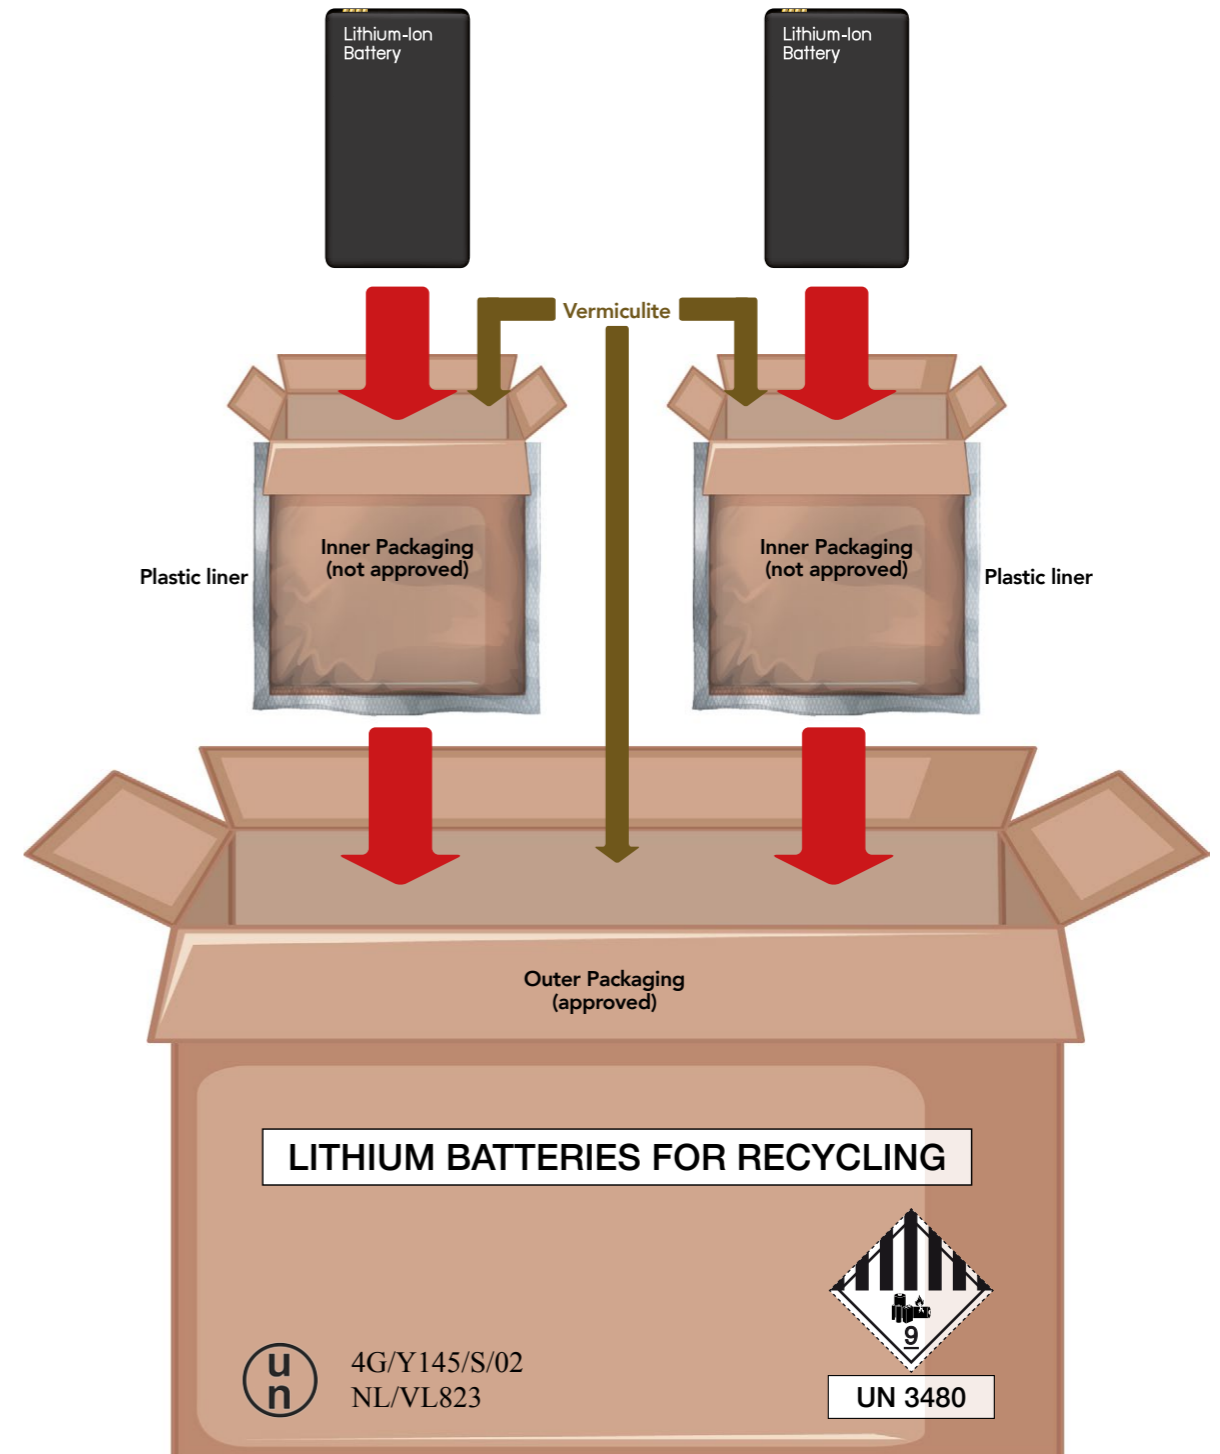 Lithium-Ion
Battery
Lithium-Ion
Battery
Vermiculite
Inner Packaging
(not approved)
Inner Packaging
(not approved)
Plastic liner
Plastic liner
Outer Packaging
(approved)
LITHIUM BATTERIES FOR RECYCLING
9
u
n
4G/Y145/S/02
NL/VL823
UN 3480